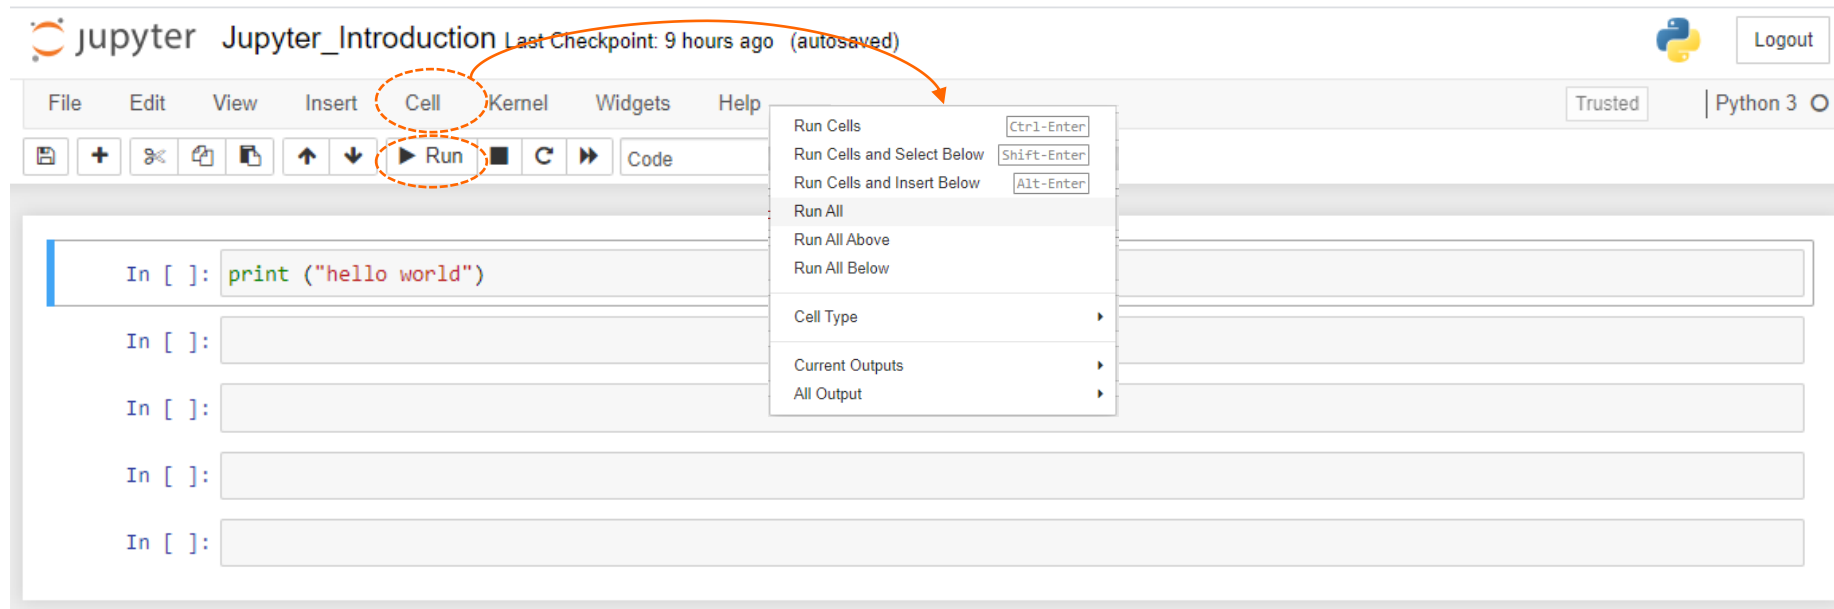 jupyter Jupyter_Introduction Last Checkpoint: 9 hours ago (autosaved) Logout
File Edit View Insert Cell Kernel Widgets Help Trusted Python 3
Run Code
Run Cells Ctrl-Enter
Run Cells and Select Below Shift-Enter
Run Cells and Insert Below Alt-Enter
Run All
Run All Above
Run All Below
Cell Type
Current Outputs
All Output
In [ ]: print ("hello world")
In [ ]:
In [ ]:
In [ ]:
In [ ]: